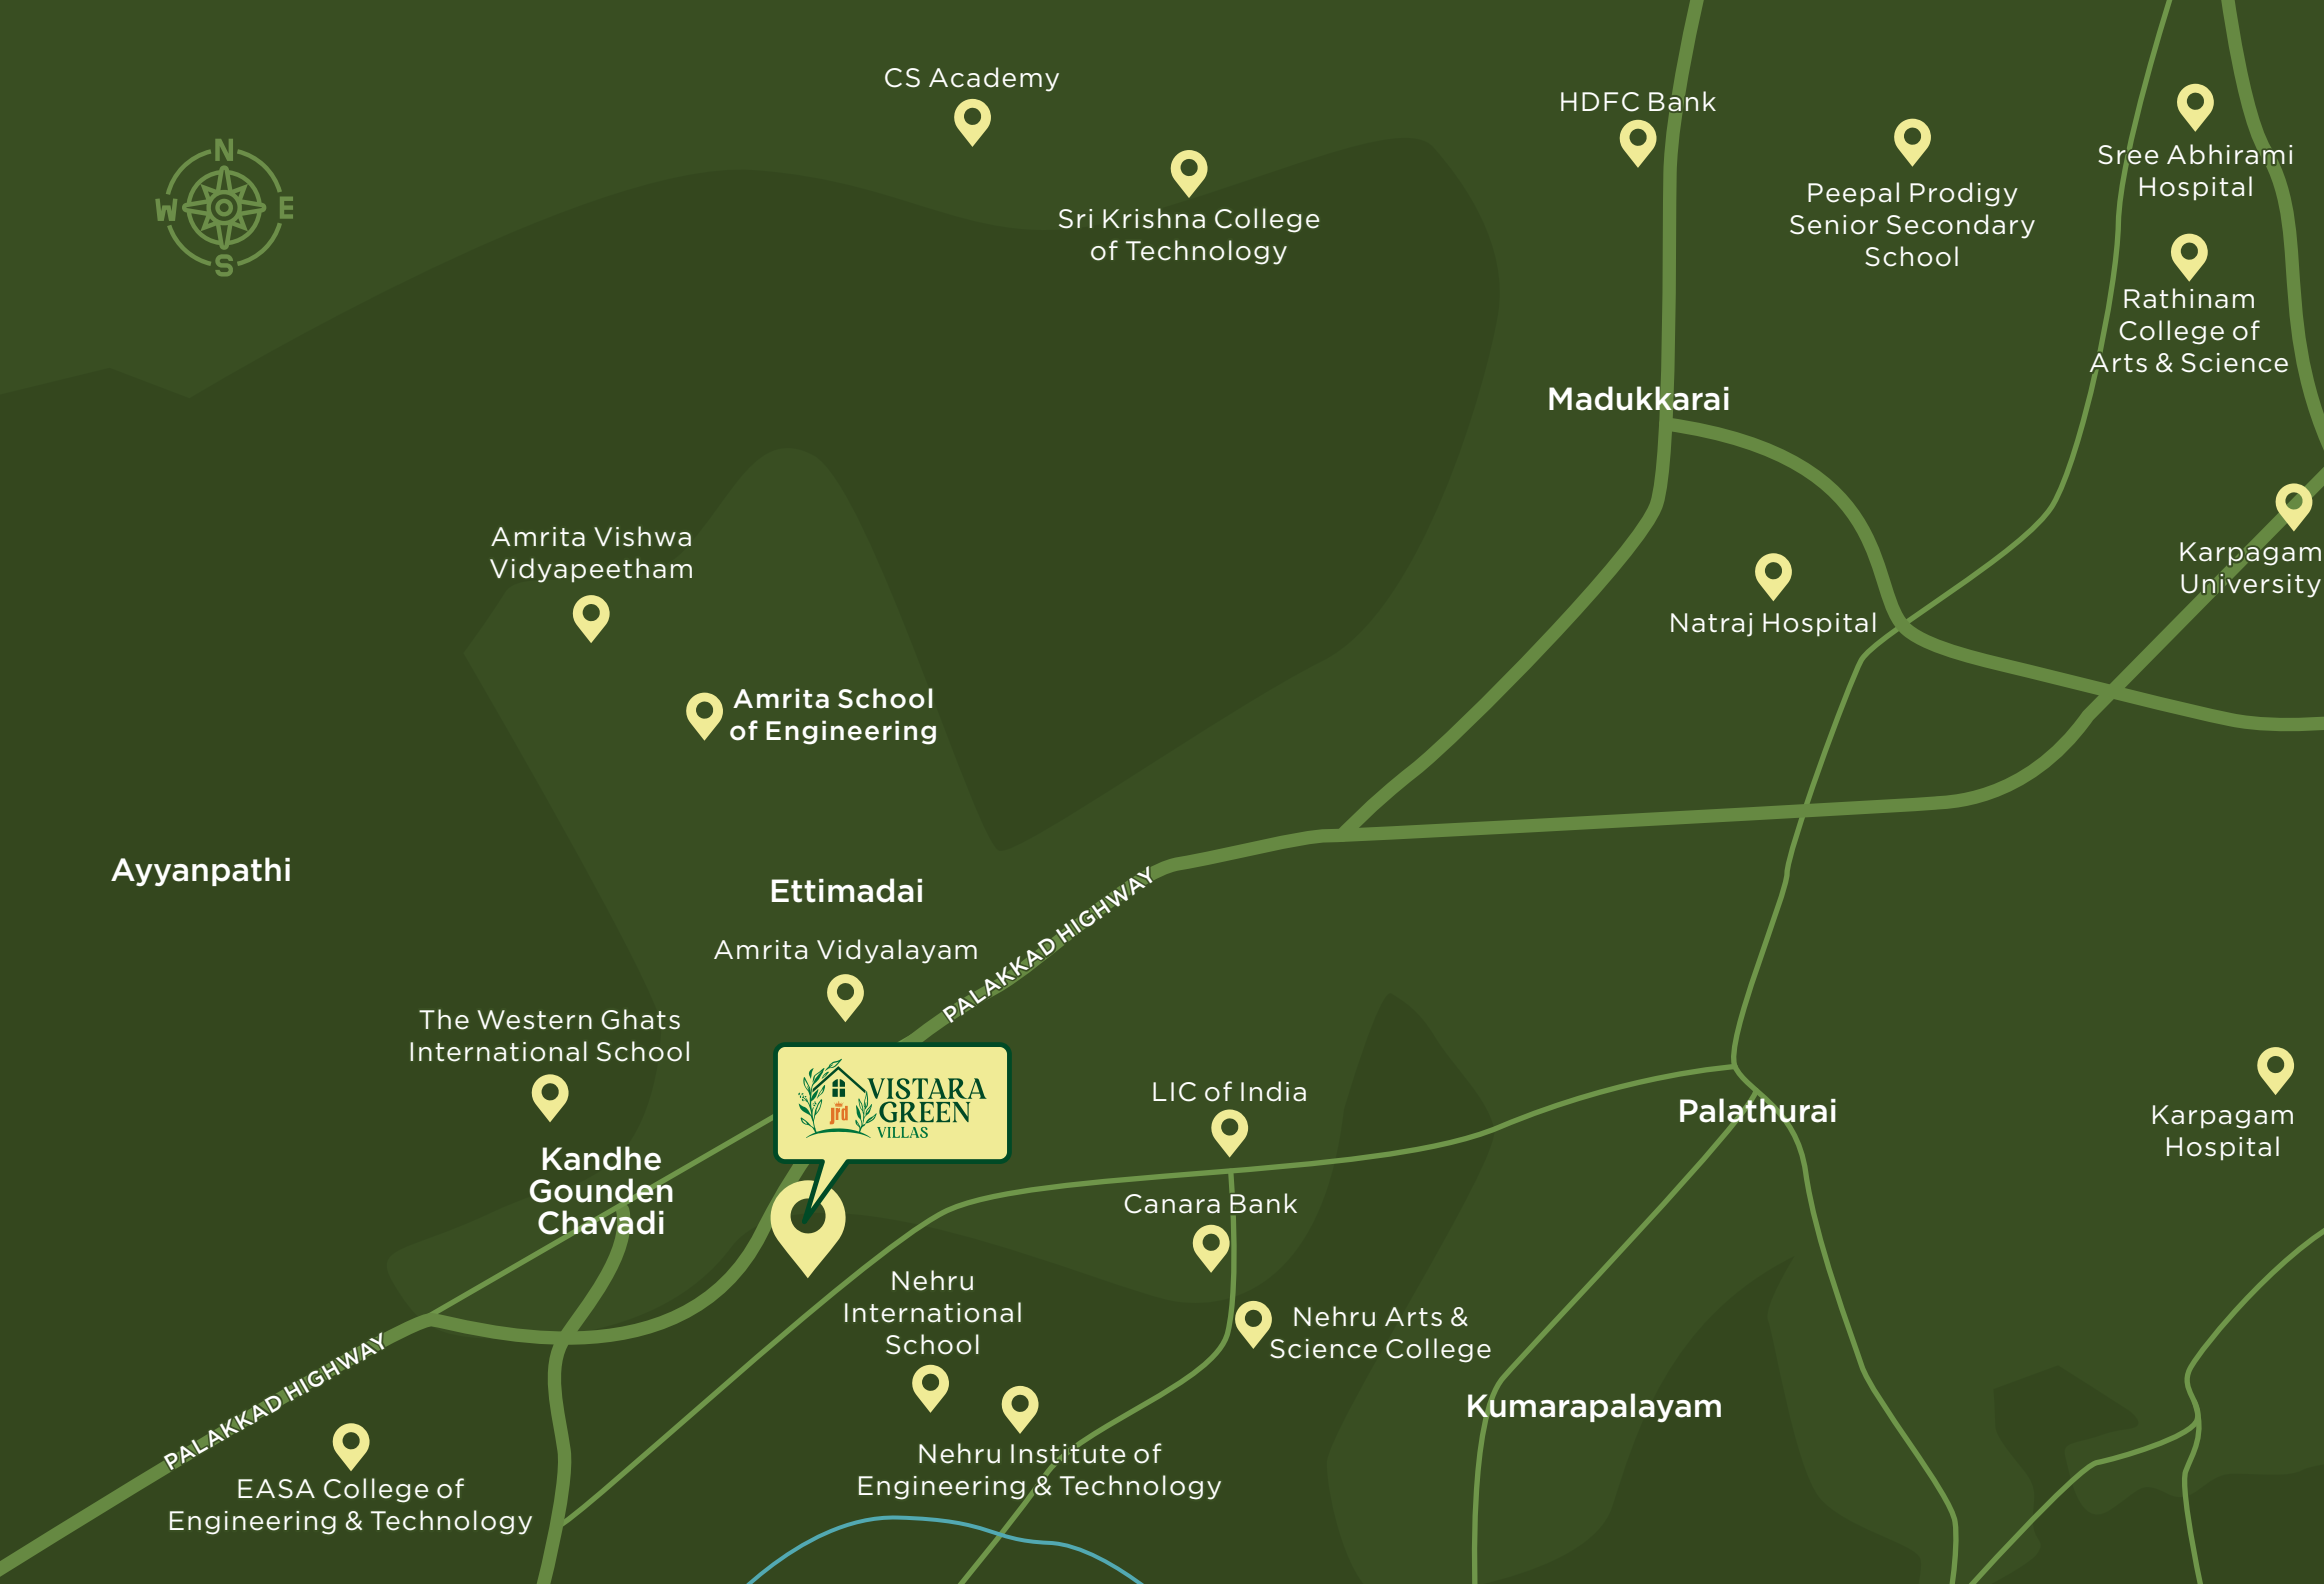 CS Academy
HDFC Bank
N
W
E
S
Sri Krishna College
of Technology
Peepal Prodigy
Senior Secondary
School
Sree Abhirami
Hospital
Rathinam
College of
Arts & Science
Madukkarai
Amrita Vishwa
Vidyapeetham
Karpagam
University
Natraj Hospital
Amrita School
of Engineering
Ayyanpathi
Ettimadai
PALAKKAD HIGHWAY
Amrita Vidyalayam
The Western Ghats
International School
VISTARA
GREEN
VILLAS
jrd
LIC of India
Palathurai
Karpagam
Hospital
Kandhe
Gounden
Chavadi
Canara Bank
Nehru
International
School
Nehru Arts &
Science College
PALAKKAD HIGHWAY
Kumarapalayam
Nehru Institute of
Engineering & Technology
EASA College of
Engineering & Technology